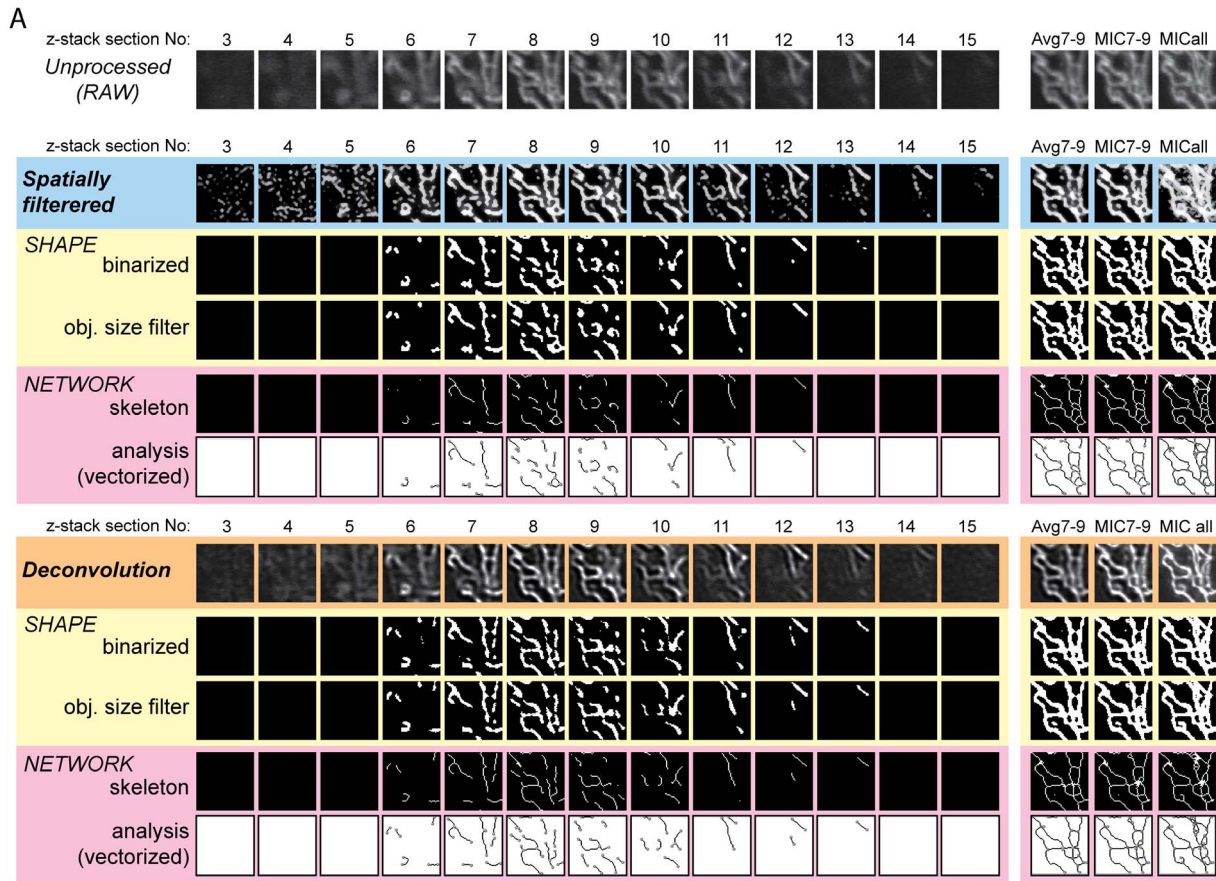 A
z-stack section No: 3 4 5 6 7 8 9 10 11 12 13 14 15 Avg7-9 MIC7-9 MICall
Unprocessed
(RAW)
z-stack section No: 3 4 5 6 7 8 9 10 11 12 13 14 15 Avg7-9 MIC7-9 MICall
Spatially
filterered
SHAPE
binarized
obj. size filter
NETWORK
skeleton
analysis
(vectorized)
z-stack section No: 3 4 5 6 7 8 9 10 11 12 13 14 15 Avg7-9 MIC7-9 MIC all
Deconvolution
SHAPE
binarized
obj. size filter
NETWORK
skeleton
analysis
(vectorized)